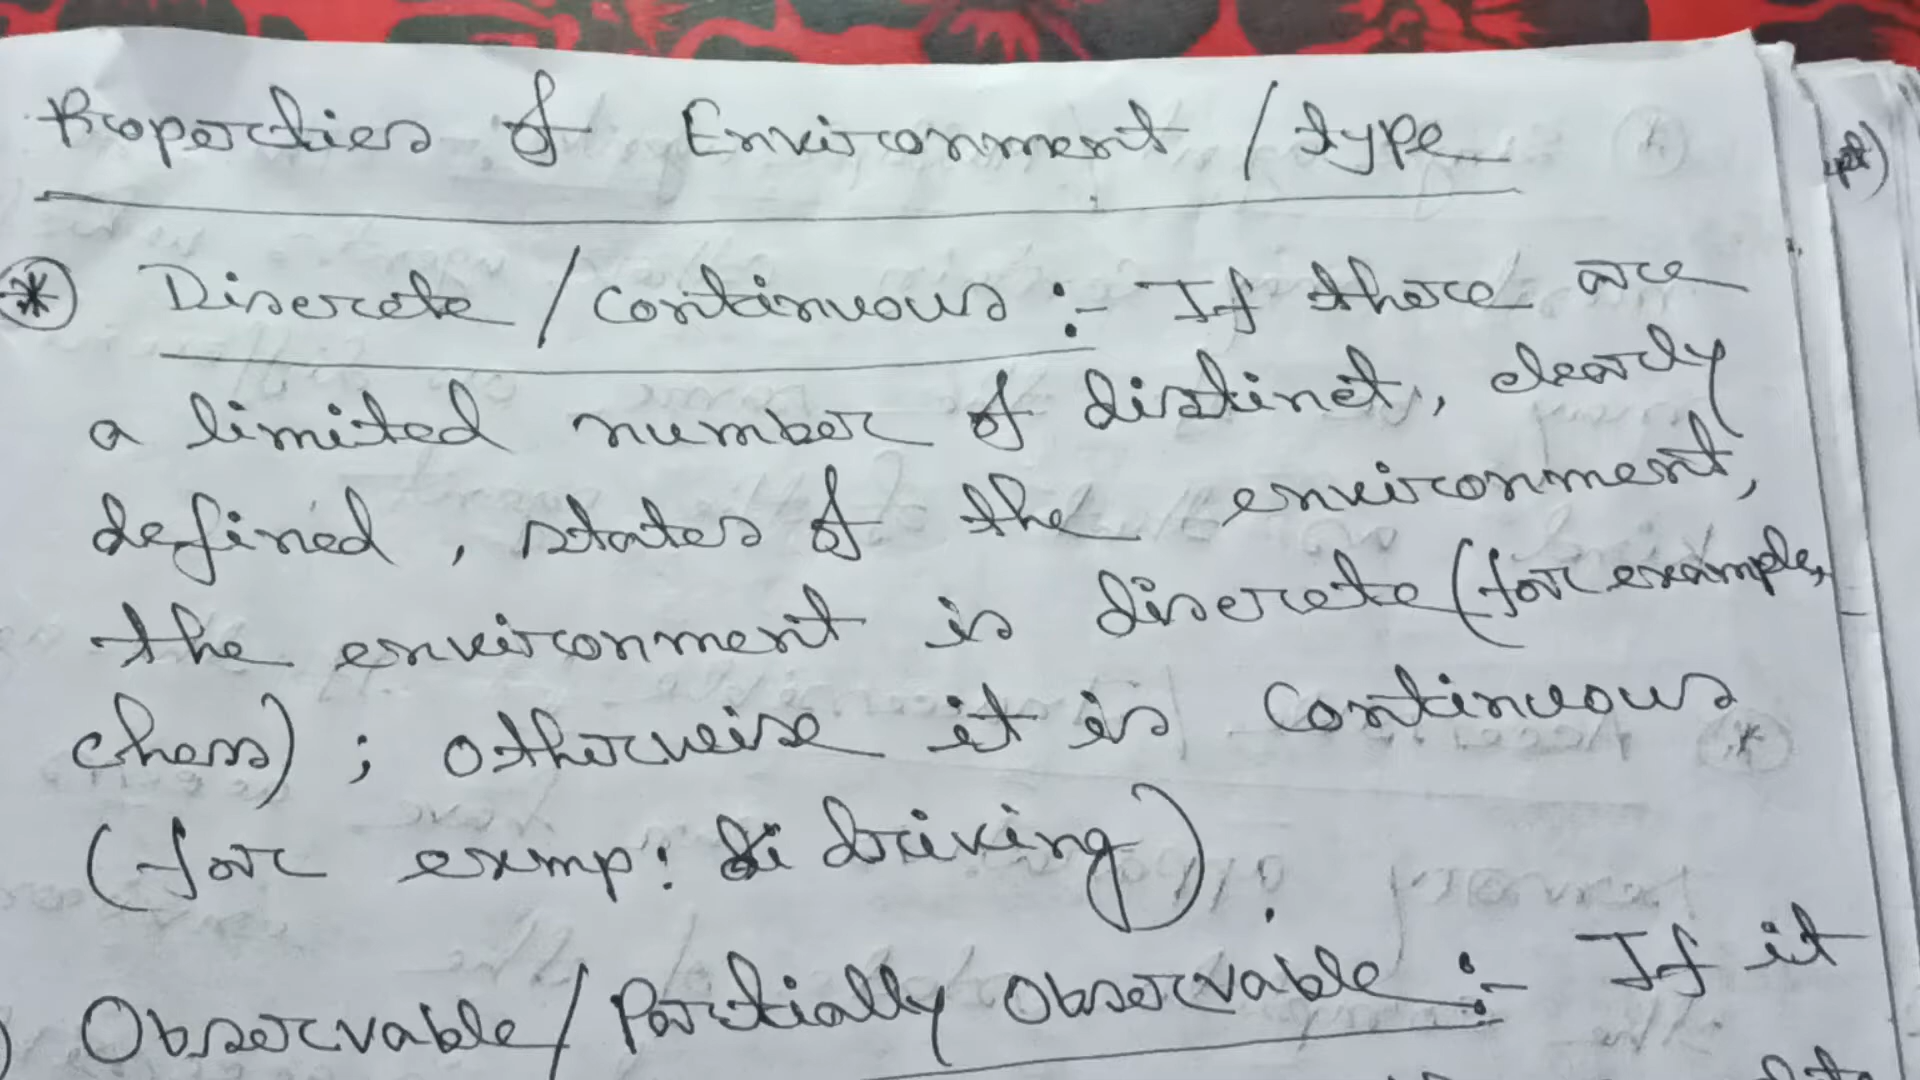 Properties of Environment / type
* Discrete / continuous :- If there are
a limited number of distinct, clearly
defined, states of the environment,
the environment is discrete (for example,
chess) ; otherwise it is continuous
(for exmp: driving).
Observable / Partially Observable :- If it